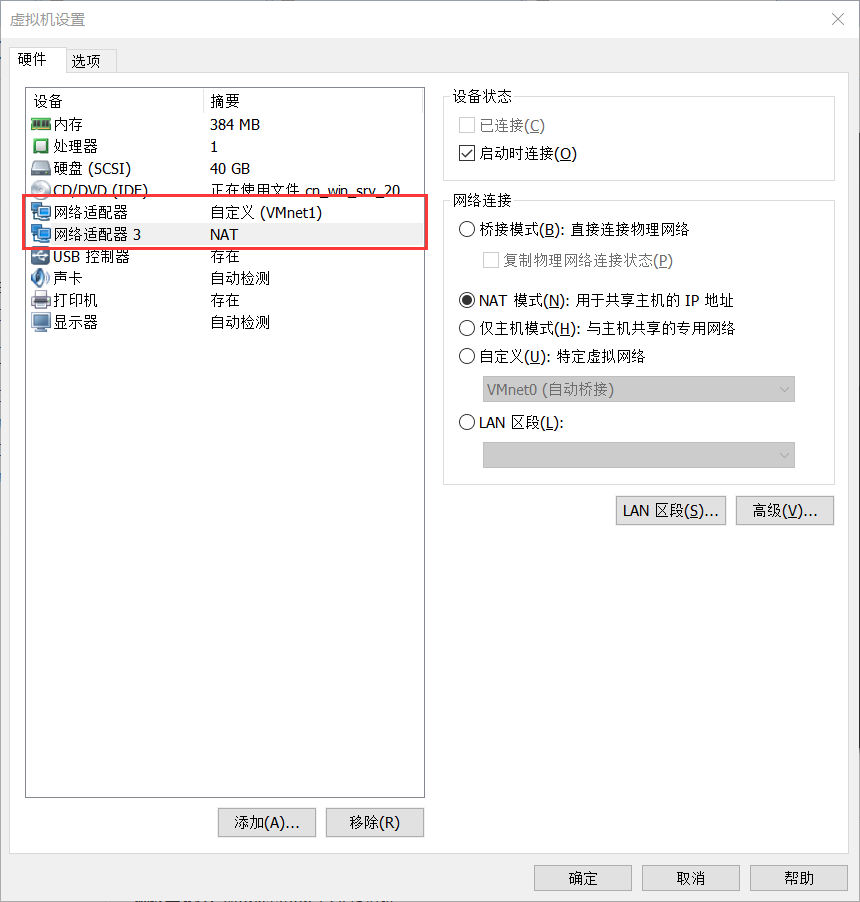 虚拟机设置
硬件 选项
设备 摘要
内存 384 MB
处理器 1
硬盘 (SCSI) 40 GB
CD/DVD (IDE) 正在使用文件 cn_win_srv_20...
网络适配器 自定义 (VMnet1)
网络适配器 3 NAT
USB 控制器 存在
声卡 自动检测
打印机 存在
显示器 自动检测
添加(A)... 移除(R)
设备状态
已连接(C)
启动时连接(O)
网络连接
桥接模式(B): 直接连接物理网络
复制物理网络连接状态(P)
NAT 模式(N): 用于共享主机的 IP 地址
仅主机模式(H): 与主机共享的专用网络
自定义(U): 特定虚拟网络
VMnet0 (自动桥接)
LAN 区段(L):
LAN 区段(S)... 高级(V)...
确定 取消 帮助